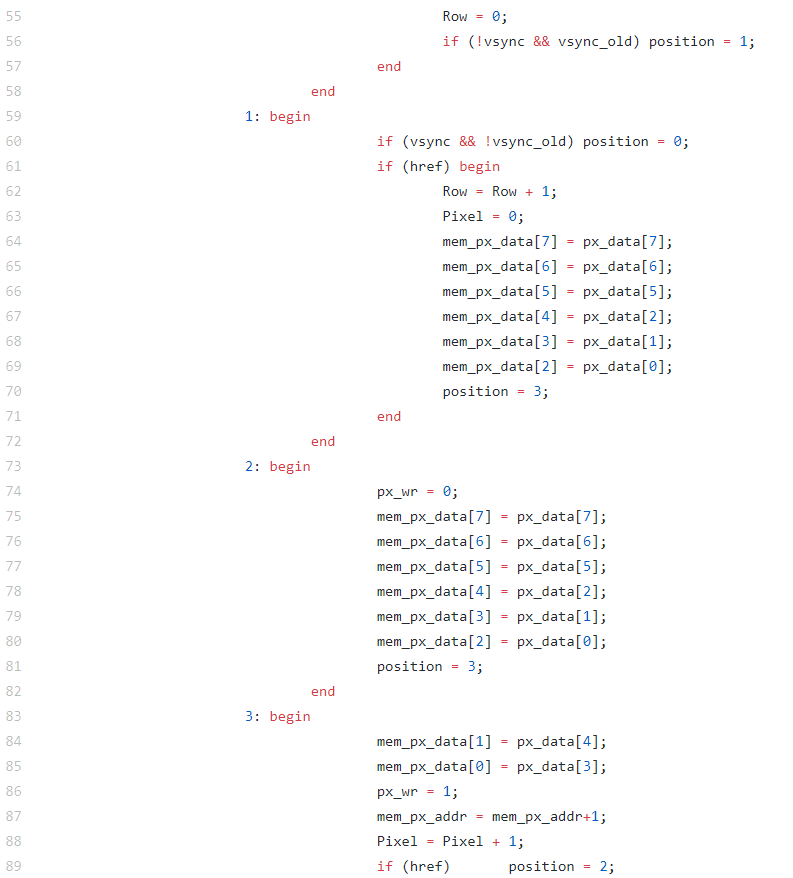 55 Row = 0;
56 if (!vsync && vsync_old) position = 1;
57 end
58 end
59 1: begin
60 if (vsync && !vsync_old) position = 0;
61 if (href) begin
62 Row = Row + 1;
63 Pixel = 0;
64 mem_px_data[7] = px_data[7];
65 mem_px_data[6] = px_data[6];
66 mem_px_data[5] = px_data[5];
67 mem_px_data[4] = px_data[2];
68 mem_px_data[3] = px_data[1];
69 mem_px_data[2] = px_data[0];
70 position = 3;
71 end
72 end
73 2: begin
74 px_wr = 0;
75 mem_px_data[7] = px_data[7];
76 mem_px_data[6] = px_data[6];
77 mem_px_data[5] = px_data[5];
78 mem_px_data[4] = px_data[2];
79 mem_px_data[3] = px_data[1];
80 mem_px_data[2] = px_data[0];
81 position = 3;
82 end
83 3: begin
84 mem_px_data[1] = px_data[4];
85 mem_px_data[0] = px_data[3];
86 px_wr = 1;
87 mem_px_addr = mem_px_addr+1;
88 Pixel = Pixel + 1;
89 if (href) position = 2;